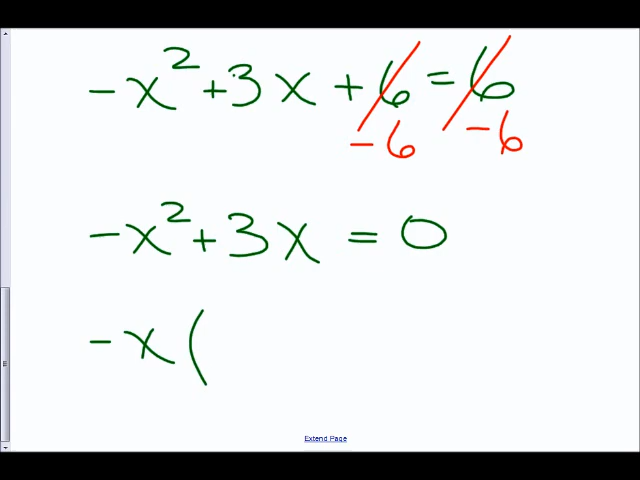 -x²+3x+6=6
-6 -6
-x²+3x=0
-x(
Extend Page